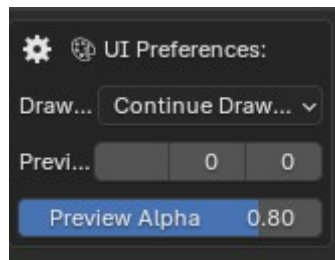 UI Preferences:
Draw... Continue Draw...
Previ... 0 0
Preview Alpha 0.80